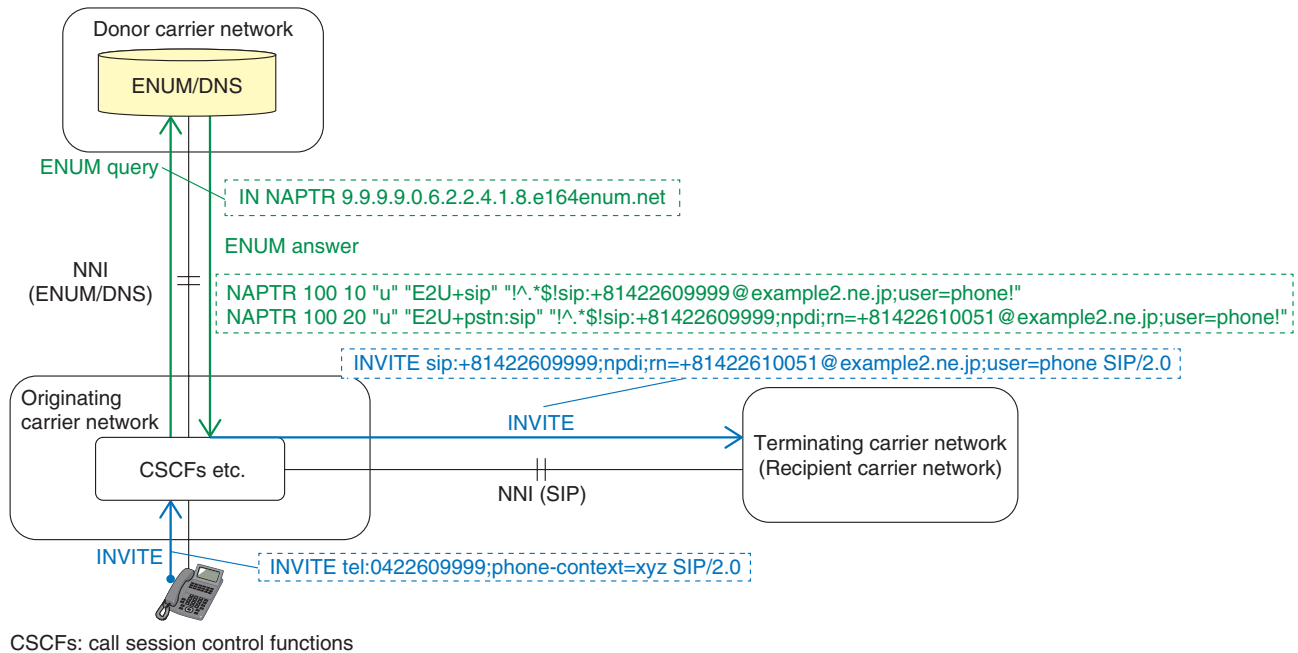 Donor carrier network
ENUM/DNS
ENUM query
IN NAPTR 9.9.9.9.0.6.2.2.4.1.8.e164enum.net
ENUM answer
NNI
(ENUM/DNS)
NAPTR 100 10 "u" "E2U+sip" "!^.*$!sip:+81422609999@example2.ne.jp;user=phone!"
NAPTR 100 20 "u" "E2U+pstn:sip" "!^.*$!sip:+81422609999;npdi;rn=+81422610051@example2.ne.jp;user=phone!"
INVITE sip:+81422609999;npdi;rn=+81422610051@example2.ne.jp;user=phone SIP/2.0
Originating
carrier network
INVITE
CSCFs etc.
Terminating carrier network
(Recipient carrier network)
NNI (SIP)
INVITE
INVITE tel:0422609999;phone-context=xyz SIP/2.0
CSCFs: call session control functions